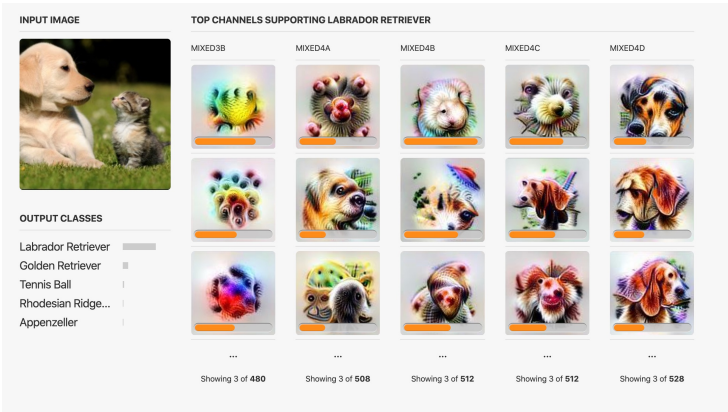 INPUT IMAGE
TOP CHANNELS SUPPORTING LABRADOR RETRIEVER
MIXED3B MIXED4A MIXED4B MIXED4C MIXED4D
OUTPUT CLASSES
Labrador Retriever
Golden Retriever
Tennis Ball
Rhodesian Ridge...
Appenzeller
... ... ... ... ...
Showing 3 of 480 Showing 3 of 508 Showing 3 of 512 Showing 3 of 512 Showing 3 of 528